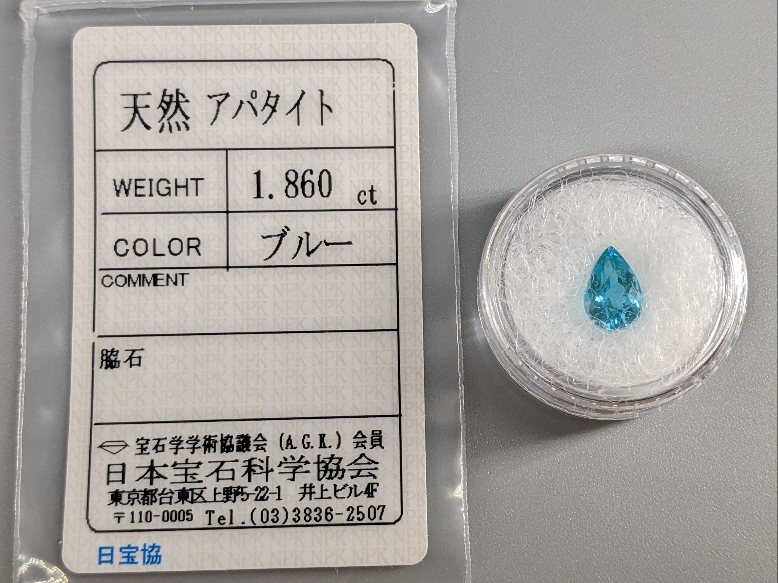 天然 アパタイト
WEIGHT 1.860 ct
COLOR ブルー
COMMENT
脇石
宝石学学術協議会 (A.G.K.) 会員
日本宝石科学協会
東京都台東区上野5-22-1 井上ビル4F
〒110-0005 Tel.(03)3836-2507
日宝協